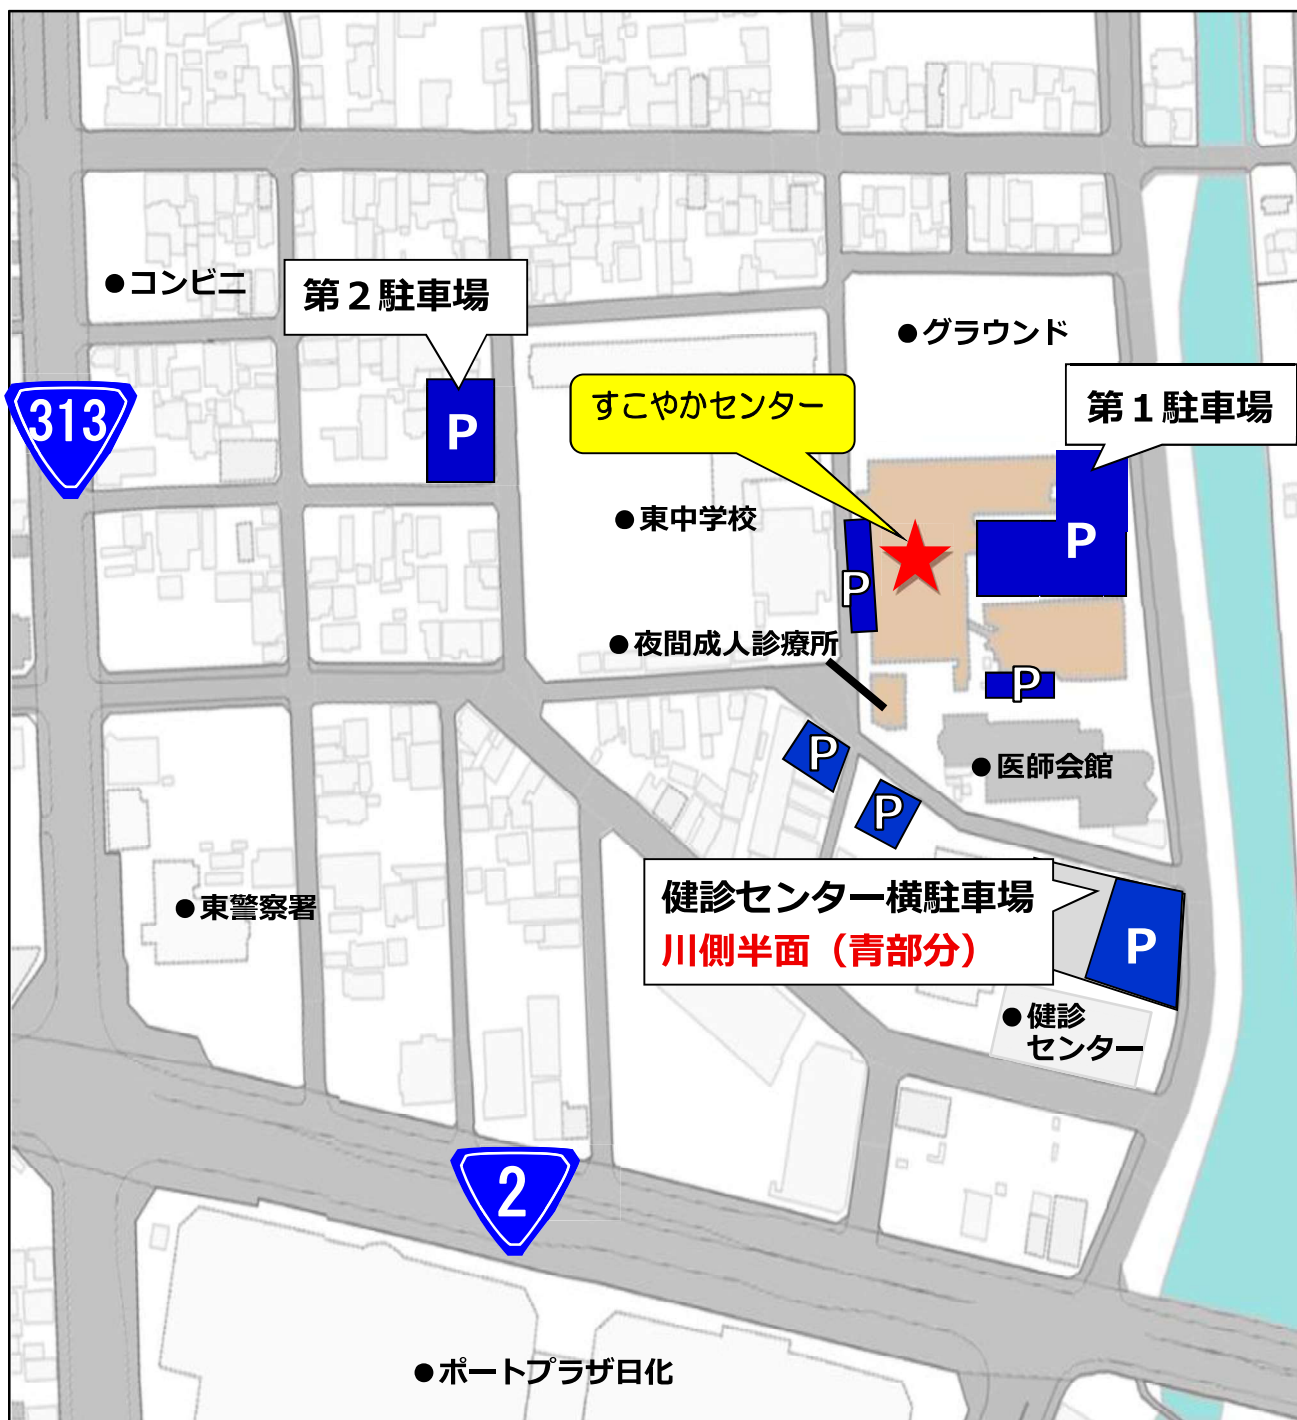 ●コンビニ
第２駐車場
●グラウンド
313
P
すこやかセンター
第１駐車場
●東中学校
P
P
●夜間成人診療所
P
P
●医師会館
P
健診センター横駐車場
川側半面（青部分）
P
●東警察署
●健診
センター
2
●ポートプラザ日化